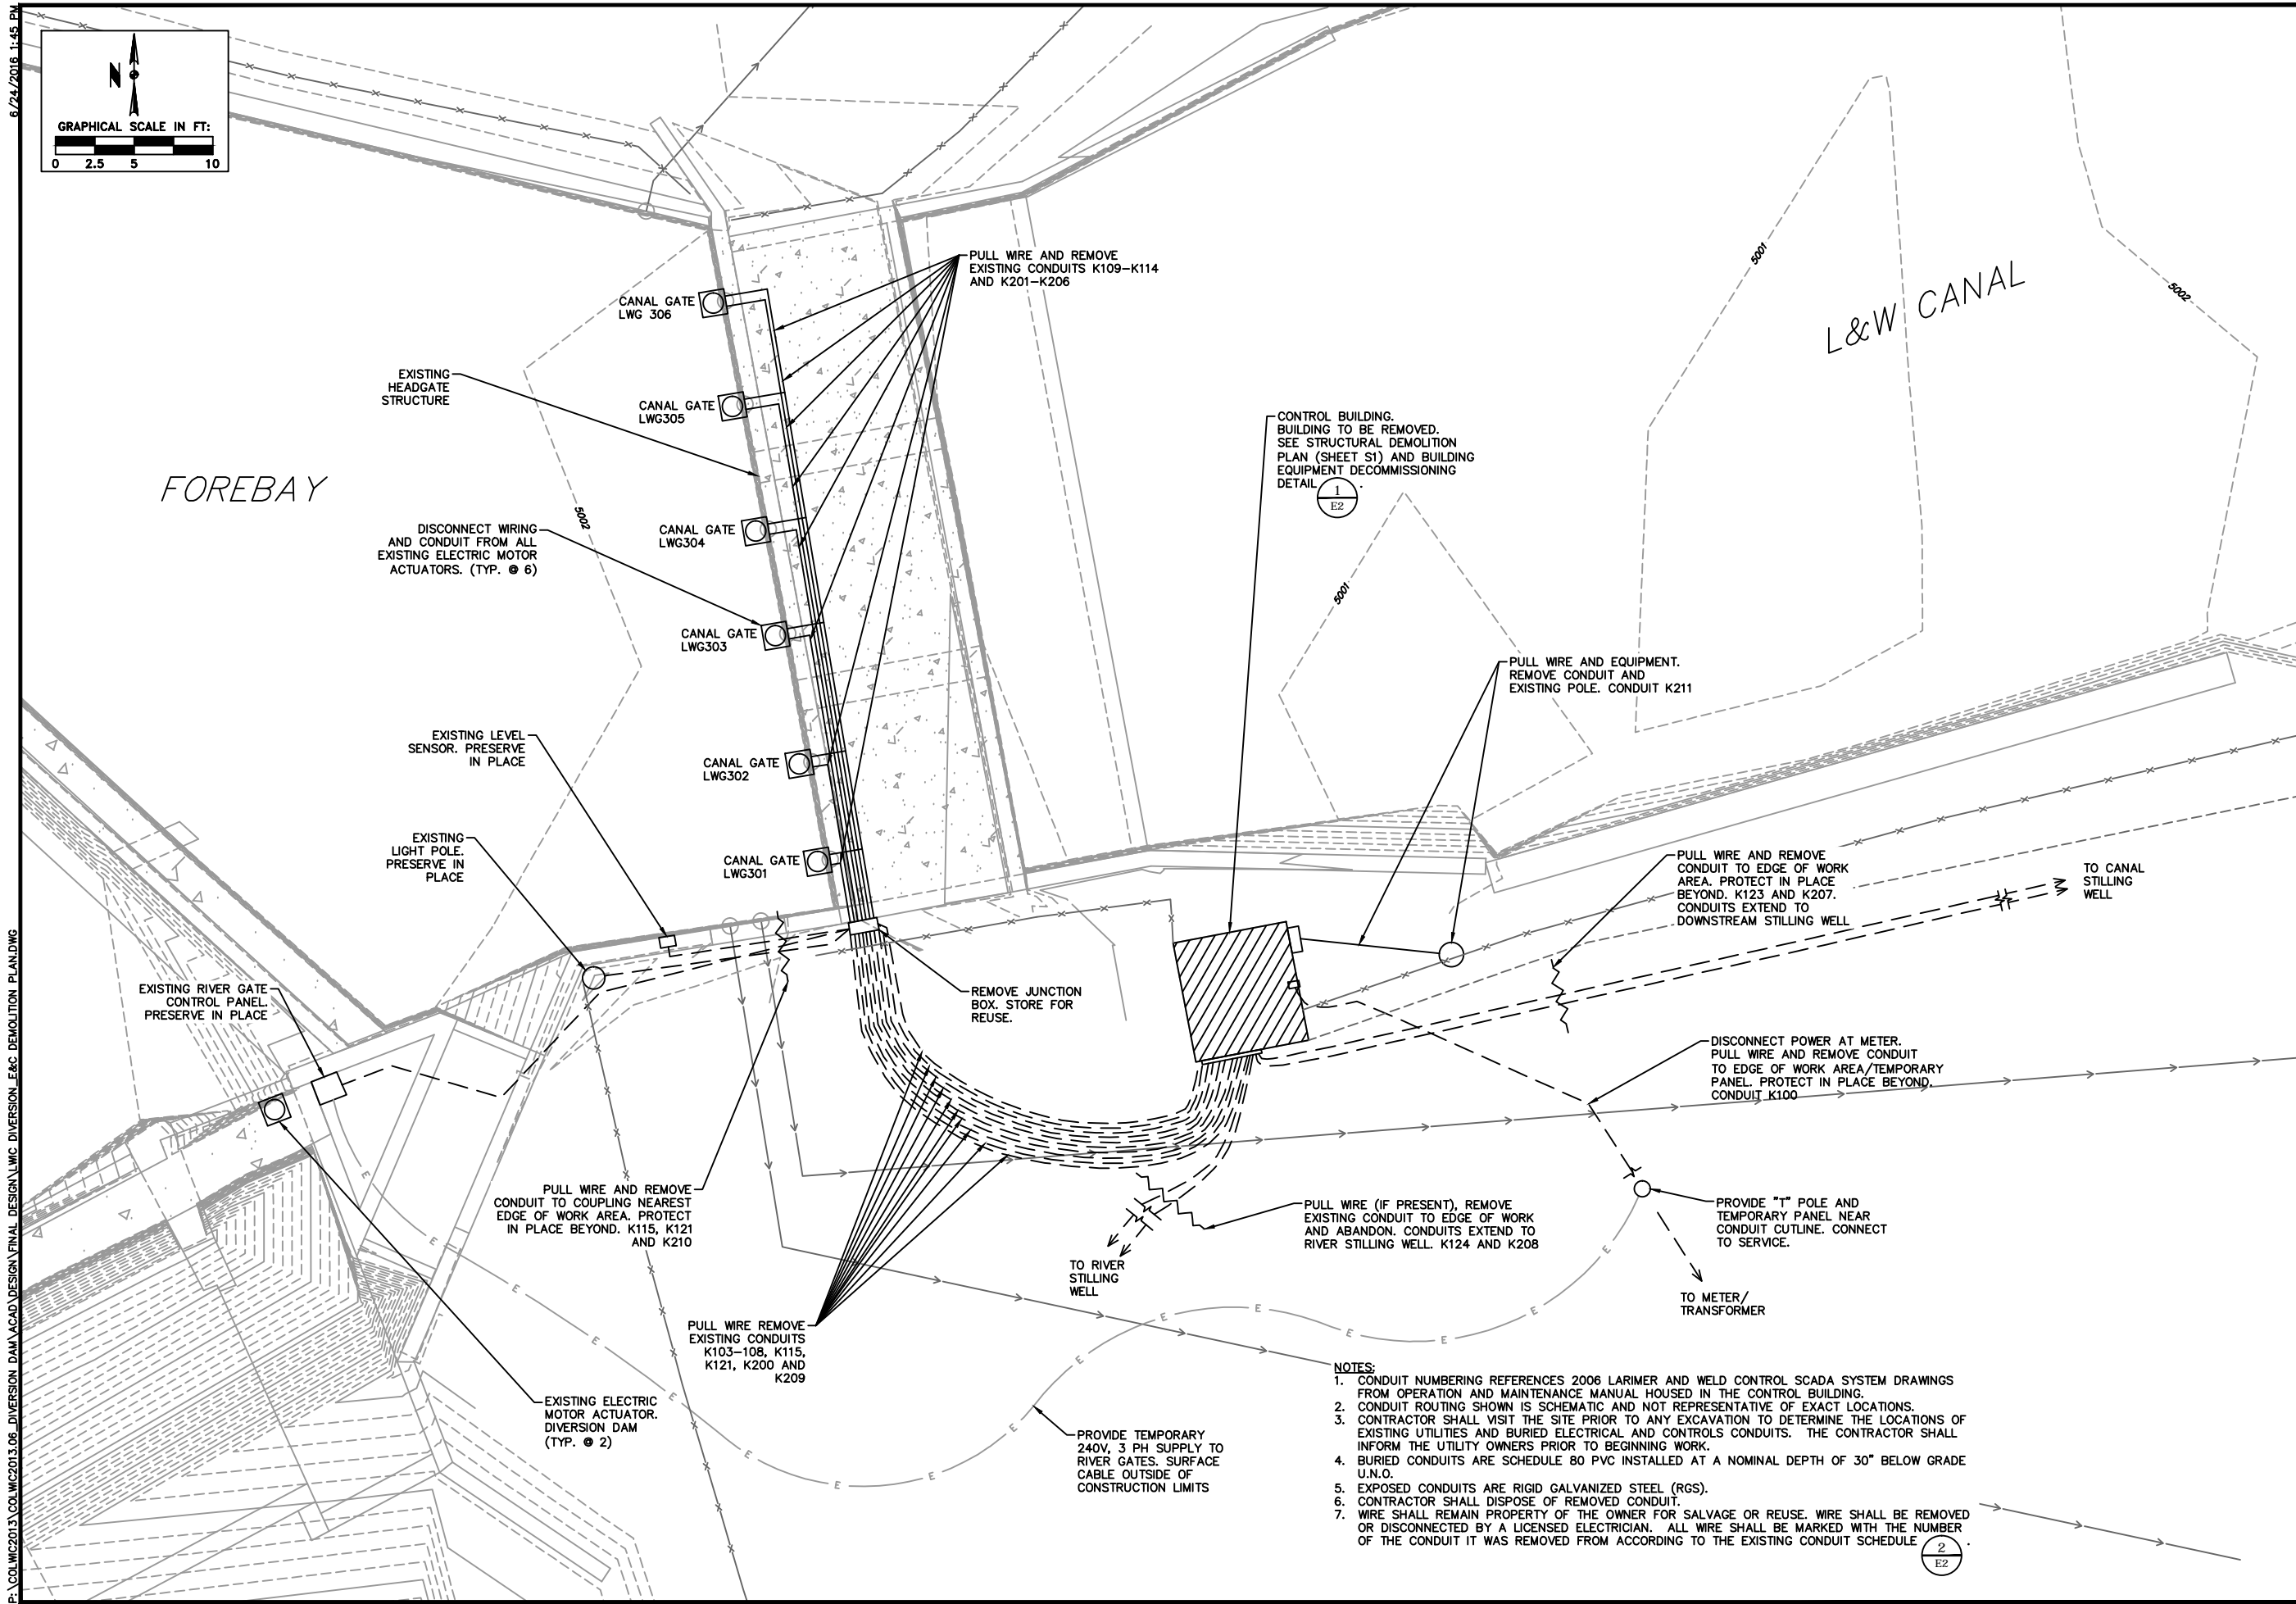 6/24/2016 1:45 PM
P:\COLWIC2013\COLWIC2013.06_DIVERSION DAM\ACAD\DESIGN\FINAL DESIGN\LWIC DIVERSION_E&C DEMOLITION PLAN.DWG
N
GRAPHICAL SCALE IN FT:
0 2.5 5 10
PULL WIRE AND REMOVE
EXISTING CONDUITS K109-K114
AND K201-K206
CANAL GATE
LWG 306
5001
L&W CANAL
5002
EXISTING
HEADGATE
STRUCTURE
CANAL GATE
LWG305
CONTROL BUILDING.
BUILDING TO BE REMOVED.
SEE STRUCTURAL DEMOLITION
PLAN (SHEET S1) AND BUILDING
EQUIPMENT DECOMMISSIONING
DETAIL 1 .
E2
FOREBAY
5002
DISCONNECT WIRING
AND CONDUIT FROM ALL
EXISTING ELECTRIC MOTOR
ACTUATORS. (TYP. @ 6)
CANAL GATE
LWG304
5001
CANAL GATE
LWG303
PULL WIRE AND EQUIPMENT.
REMOVE CONDUIT AND
EXISTING POLE. CONDUIT K211
EXISTING LEVEL
SENSOR. PRESERVE
IN PLACE
CANAL GATE
LWG302
EXISTING
LIGHT POLE.
PRESERVE IN
PLACE
CANAL GATE
LWG301
PULL WIRE AND REMOVE
CONDUIT TO EDGE OF WORK
AREA. PROTECT IN PLACE
BEYOND. K123 AND K207.
CONDUITS EXTEND TO
DOWNSTREAM STILLING WELL
TO CANAL
STILLING
WELL
EXISTING RIVER GATE
CONTROL PANEL.
PRESERVE IN PLACE
REMOVE JUNCTION
BOX. STORE FOR
REUSE.
DISCONNECT POWER AT METER.
PULL WIRE AND REMOVE CONDUIT
TO EDGE OF WORK AREA/TEMPORARY
PANEL. PROTECT IN PLACE BEYOND.
CONDUIT K100
PULL WIRE AND REMOVE
CONDUIT TO COUPLING NEAREST
EDGE OF WORK AREA. PROTECT
IN PLACE BEYOND. K115, K121
AND K210
PULL WIRE (IF PRESENT), REMOVE
EXISTING CONDUIT TO EDGE OF WORK
AND ABANDON. CONDUITS EXTEND TO
RIVER STILLING WELL. K124 AND K208
PROVIDE "T" POLE AND
TEMPORARY PANEL NEAR
CONDUIT CUTLINE. CONNECT
TO SERVICE.
TO RIVER
STILLING
WELL
TO METER/
TRANSFORMER
PULL WIRE REMOVE
EXISTING CONDUITS
K103-108, K115,
K121, K200 AND
K209
E E E E E E E E E E E E E E
EXISTING ELECTRIC
MOTOR ACTUATOR.
DIVERSION DAM
(TYP. @ 2)
PROVIDE TEMPORARY
240V, 3 PH SUPPLY TO
RIVER GATES. SURFACE
CABLE OUTSIDE OF
CONSTRUCTION LIMITS
NOTES:
1. CONDUIT NUMBERING REFERENCES 2006 LARIMER AND WELD CONTROL SCADA SYSTEM DRAWINGS
FROM OPERATION AND MAINTENANCE MANUAL HOUSED IN THE CONTROL BUILDING.
2. CONDUIT ROUTING SHOWN IS SCHEMATIC AND NOT REPRESENTATIVE OF EXACT LOCATIONS.
3. CONTRACTOR SHALL VISIT THE SITE PRIOR TO ANY EXCAVATION TO DETERMINE THE LOCATIONS OF
EXISTING UTILITIES AND BURIED ELECTRICAL AND CONTROLS CONDUITS. THE CONTRACTOR SHALL
INFORM THE UTILITY OWNERS PRIOR TO BEGINNING WORK.
4. BURIED CONDUITS ARE SCHEDULE 80 PVC INSTALLED AT A NOMINAL DEPTH OF 30" BELOW GRADE
U.N.O.
5. EXPOSED CONDUITS ARE RIGID GALVANIZED STEEL (RGS).
6. CONTRACTOR SHALL DISPOSE OF REMOVED CONDUIT.
7. WIRE SHALL REMAIN PROPERTY OF THE OWNER FOR SALVAGE OR REUSE. WIRE SHALL BE REMOVED
OR DISCONNECTED BY A LICENSED ELECTRICIAN. ALL WIRE SHALL BE MARKED WITH THE NUMBER
OF THE CONDUIT IT WAS REMOVED FROM ACCORDING TO THE EXISTING CONDUIT SCHEDULE 2 .
E2